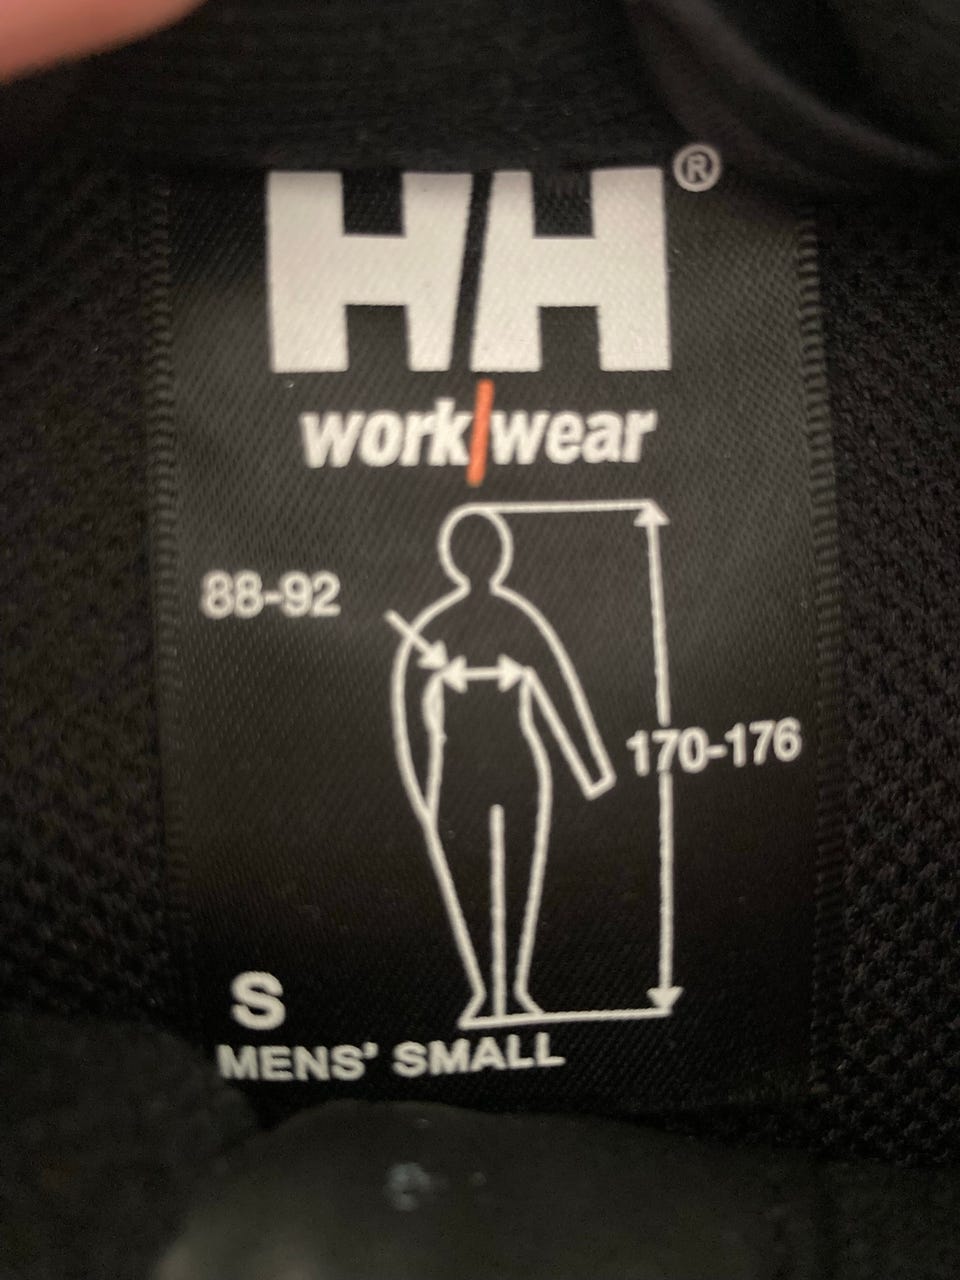 HH®
work/wear
88-92
170-176
S
MENS' SMALL